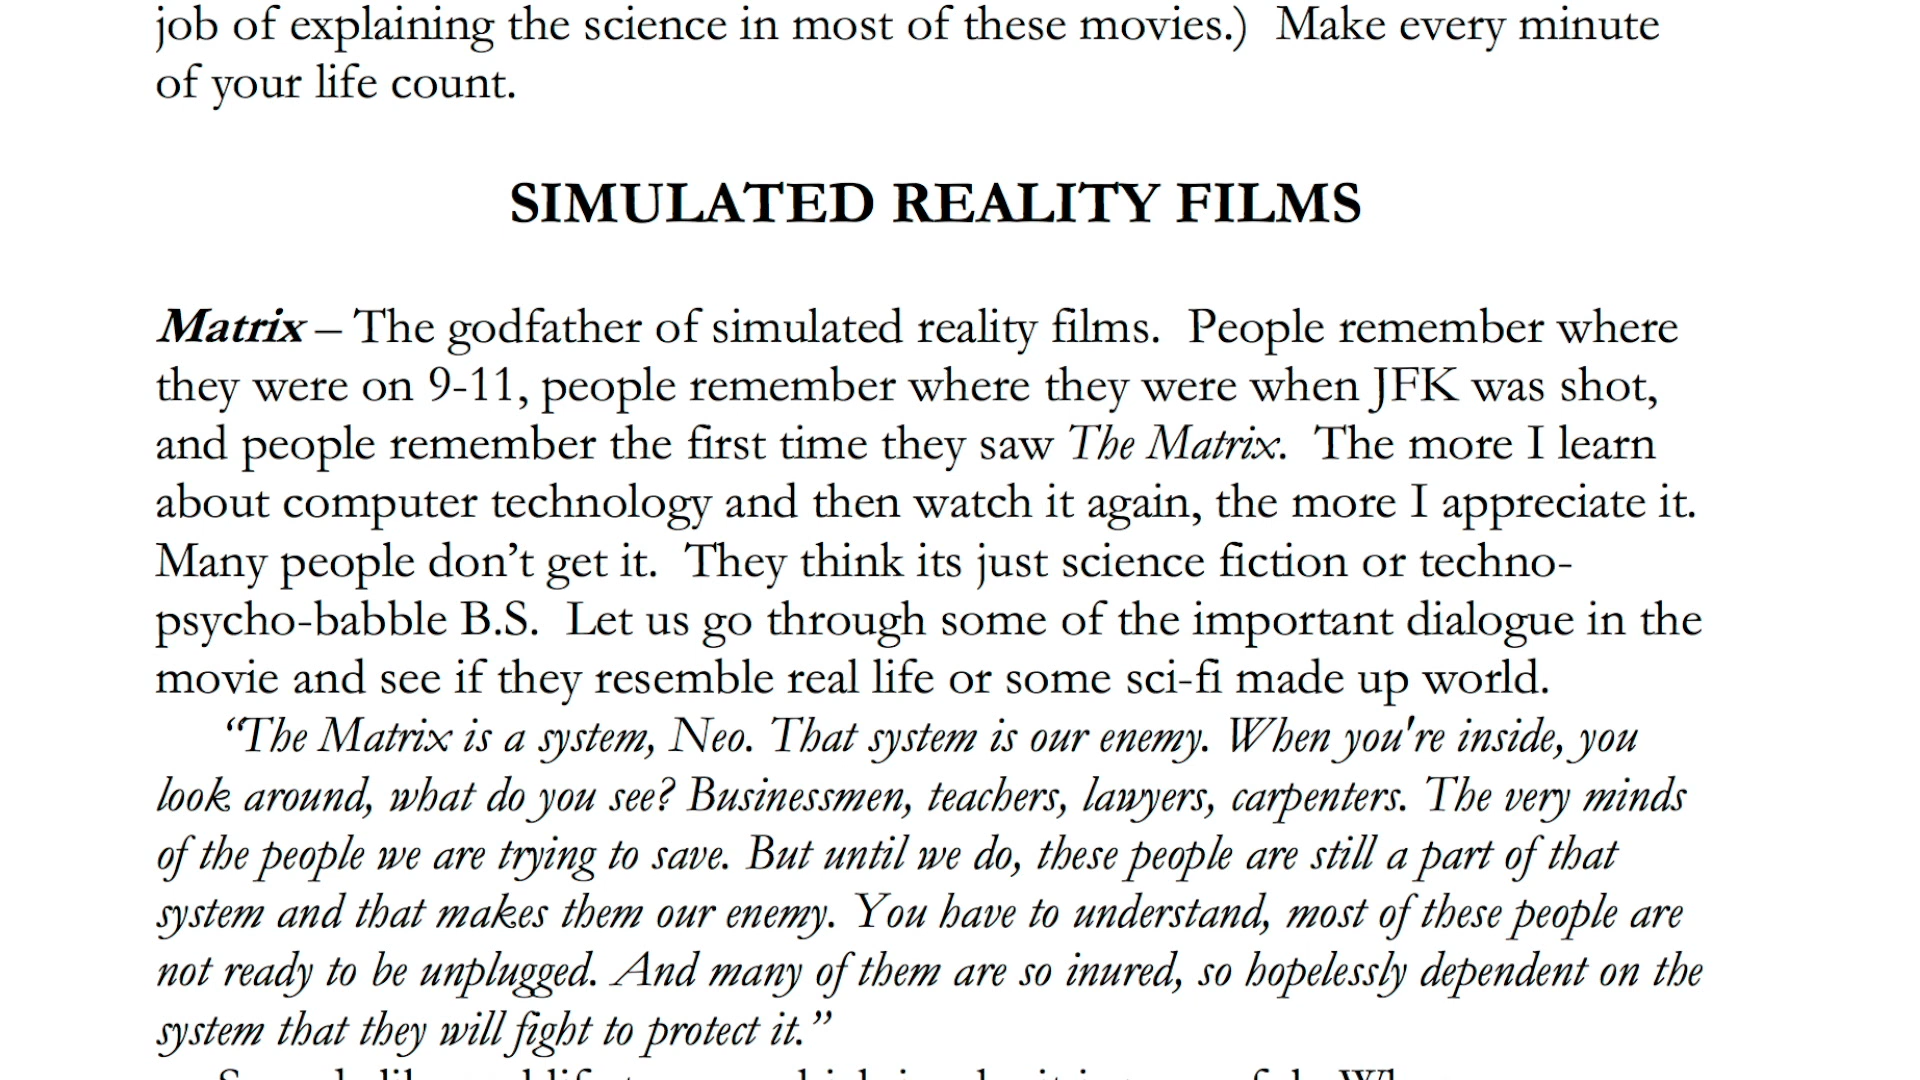 job of explaining the science in most of these movies.)  Make every minute
of your life count.
SIMULATED REALITY FILMS
Matrix – The godfather of simulated reality films.  People remember where
they were on 9-11, people remember where they were when JFK was shot,
and people remember the first time they saw The Matrix.  The more I learn
about computer technology and then watch it again, the more I appreciate it.
Many people don’t get it.  They think its just science fiction or techno-
psycho-babble B.S.  Let us go through some of the important dialogue in the
movie and see if they resemble real life or some sci-fi made up world.
“The Matrix is a system, Neo. That system is our enemy. When you're inside, you
look around, what do you see? Businessmen, teachers, lawyers, carpenters. The very minds
of the people we are trying to save. But until we do, these people are still a part of that
system and that makes them our enemy. You have to understand, most of these people are
not ready to be unplugged. And many of them are so inured, so hopelessly dependent on the
system that they will fight to protect it.”